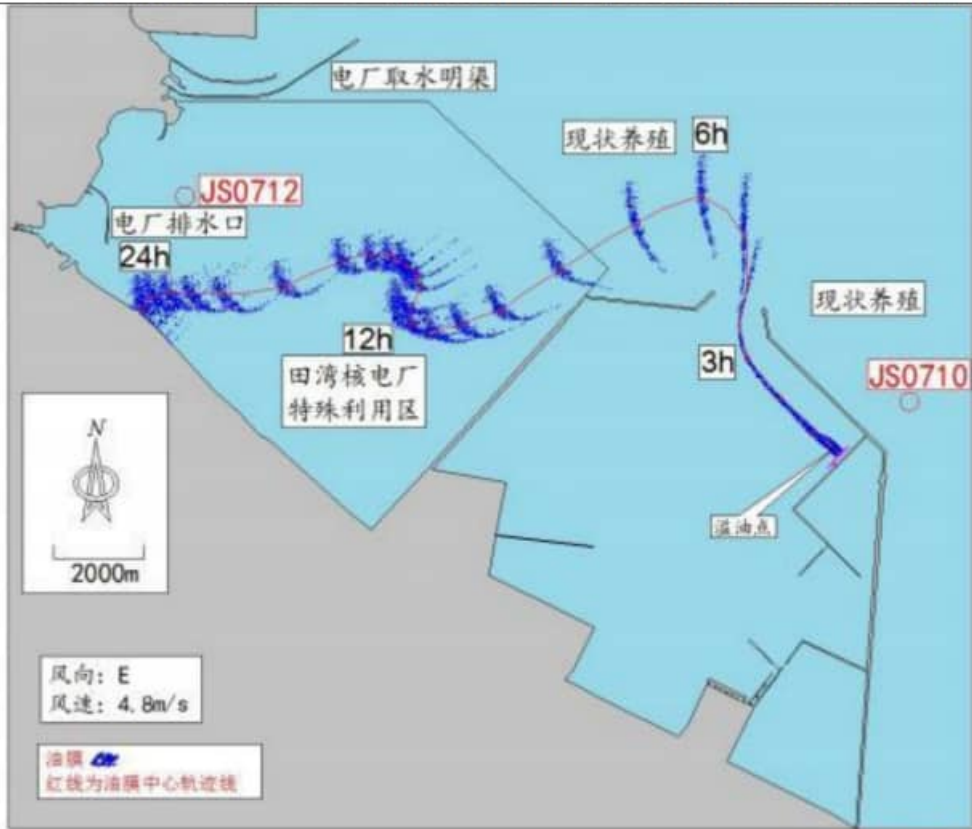 电厂取水明渠
现状养殖
6h
JS0712
电厂排水口
24h
现状养殖
12h
3h
田湾核电厂
特殊利用区
JS0710
N
溢油点
2000m
风向: E
风速: 4.8m/s
油膜
红线为油膜中心轨迹线